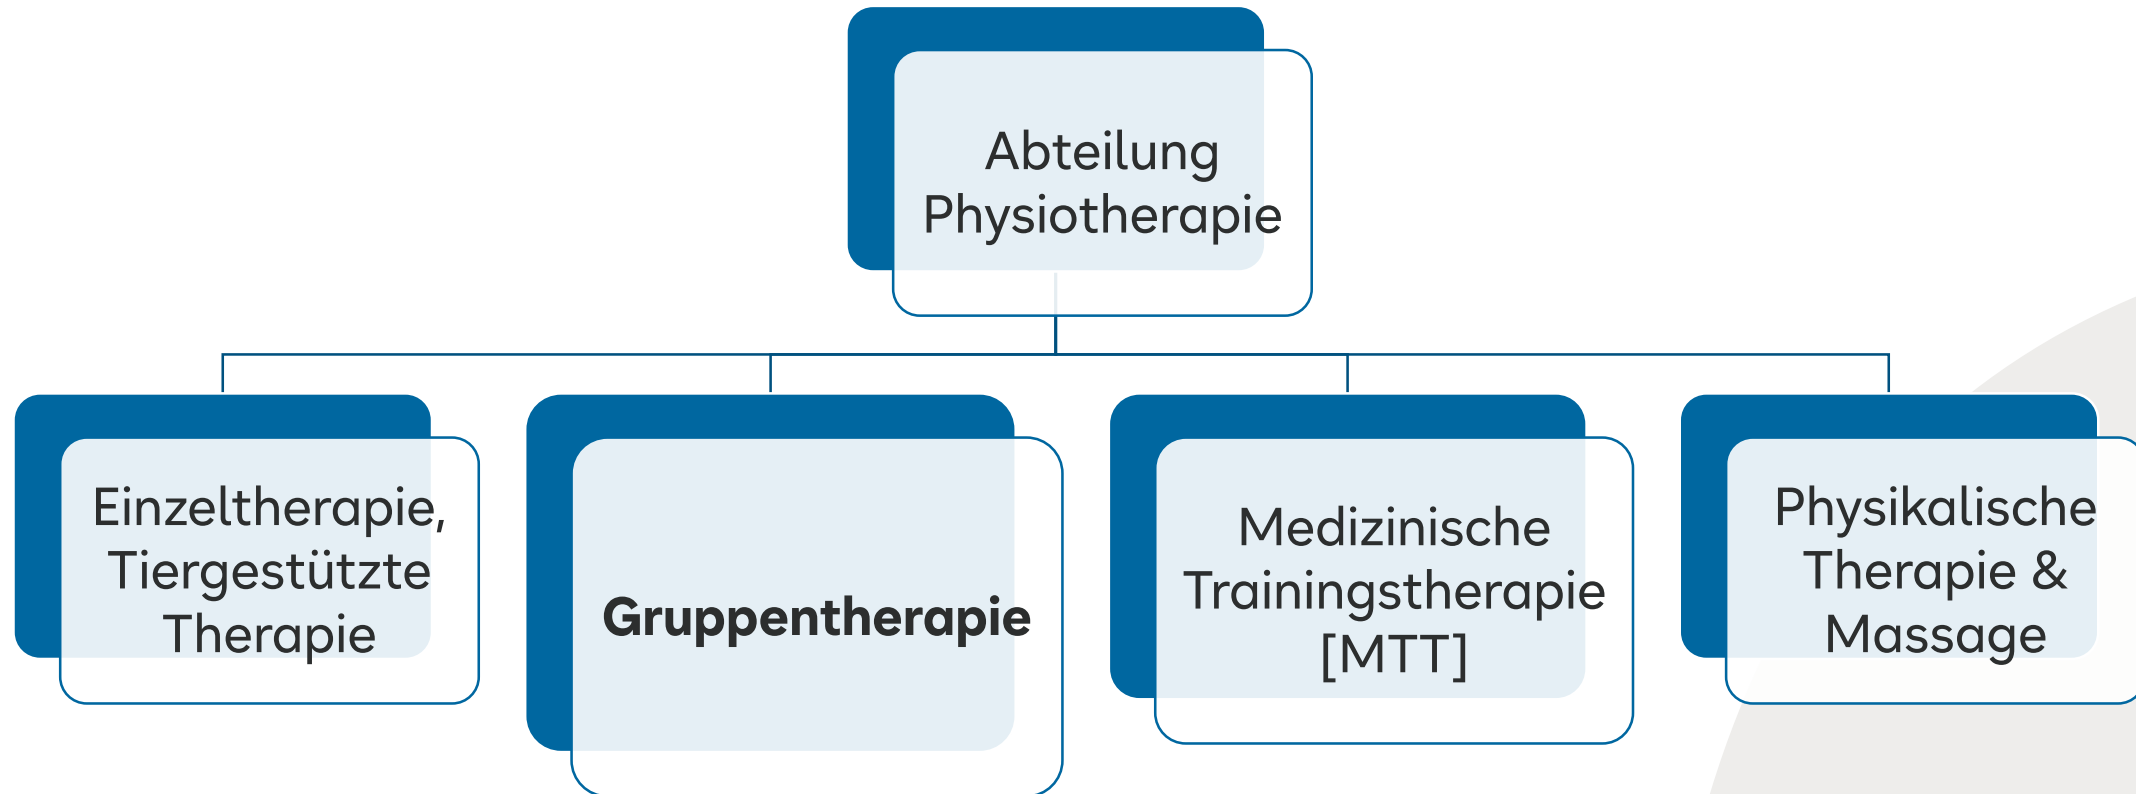 Abteilung
Physiotherapie
Einzeltherapie,
Tiergestützte
Therapie
Gruppentherapie
Medizinische
Trainingstherapie
[MTT]
Physikalische
Therapie &
Massage